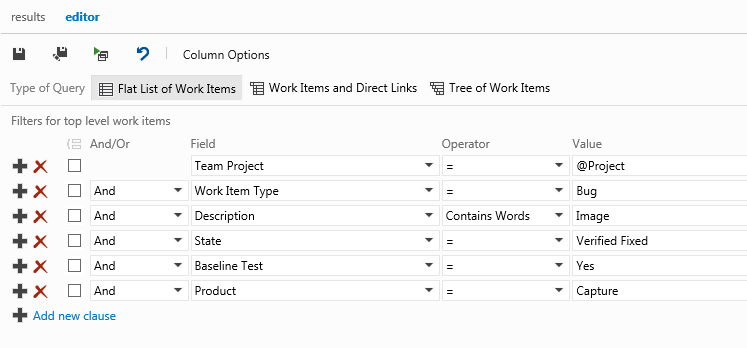 results editor
Column Options
Type of Query Flat List of Work Items Work Items and Direct Links Tree of Work Items
Filters for top level work items
And/Or Field Operator Value
Team Project = @Project
And Work Item Type = Bug
And Description Contains Words Image
And State = Verified Fixed
And Baseline Test = Yes
And Product = Capture
Add new clause